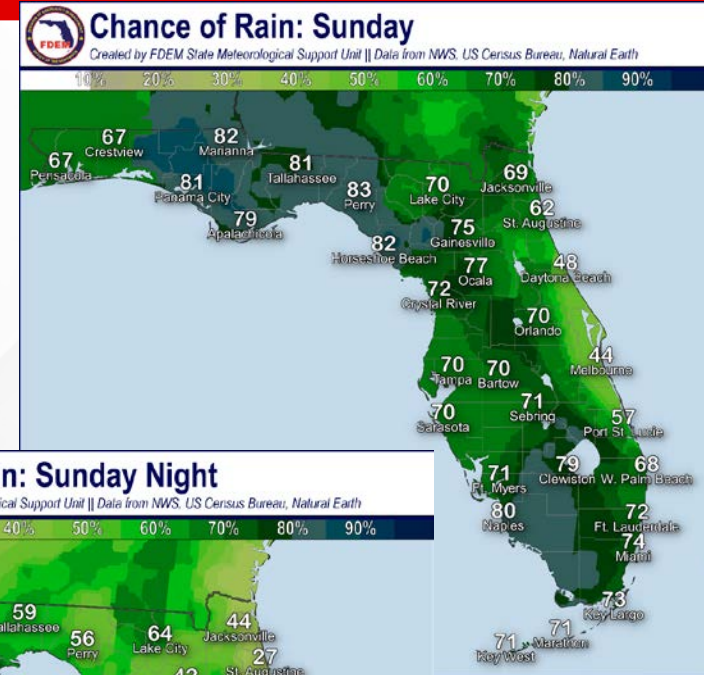 FDEM
Chance of Rain: Sunday
Created by FDEM State Meteorological Support Unit || Data from NWS, US Census Bureau, Natural Earth
10% 20% 30% 40% 50% 60% 70% 80% 90%
67
Crestview
82
Marianna
67
Pensacola
81
Tallahassee
81
Panama City
83
Perry
70
Lake City
69
Jacksonville
79
Apalachicola
62
St. Augustine
75
Gainesville
82
Horseshoe Beach
77
Ocala
48
Daytona Beach
72
Crystal River
70
Orlando
44
Melbourne
70
Tampa
70
Bartow
71
Sebring
70
Sarasota
57
Port St. Lucie
71
Ft. Myers
79
Clewiston
68
W. Palm Beach
80
Naples
72
Ft. Lauderdale
74
Miami
73
Key Largo
71
Marathon
71
Key West
n: Sunday Night
ical Support Unit || Data from NWS, US Census Bureau, Natural Earth
40% 50% 60% 70% 80% 90%
59
allahassee
56
Perry
64
Lake City
44
Jacksonville
27
St. Augustine